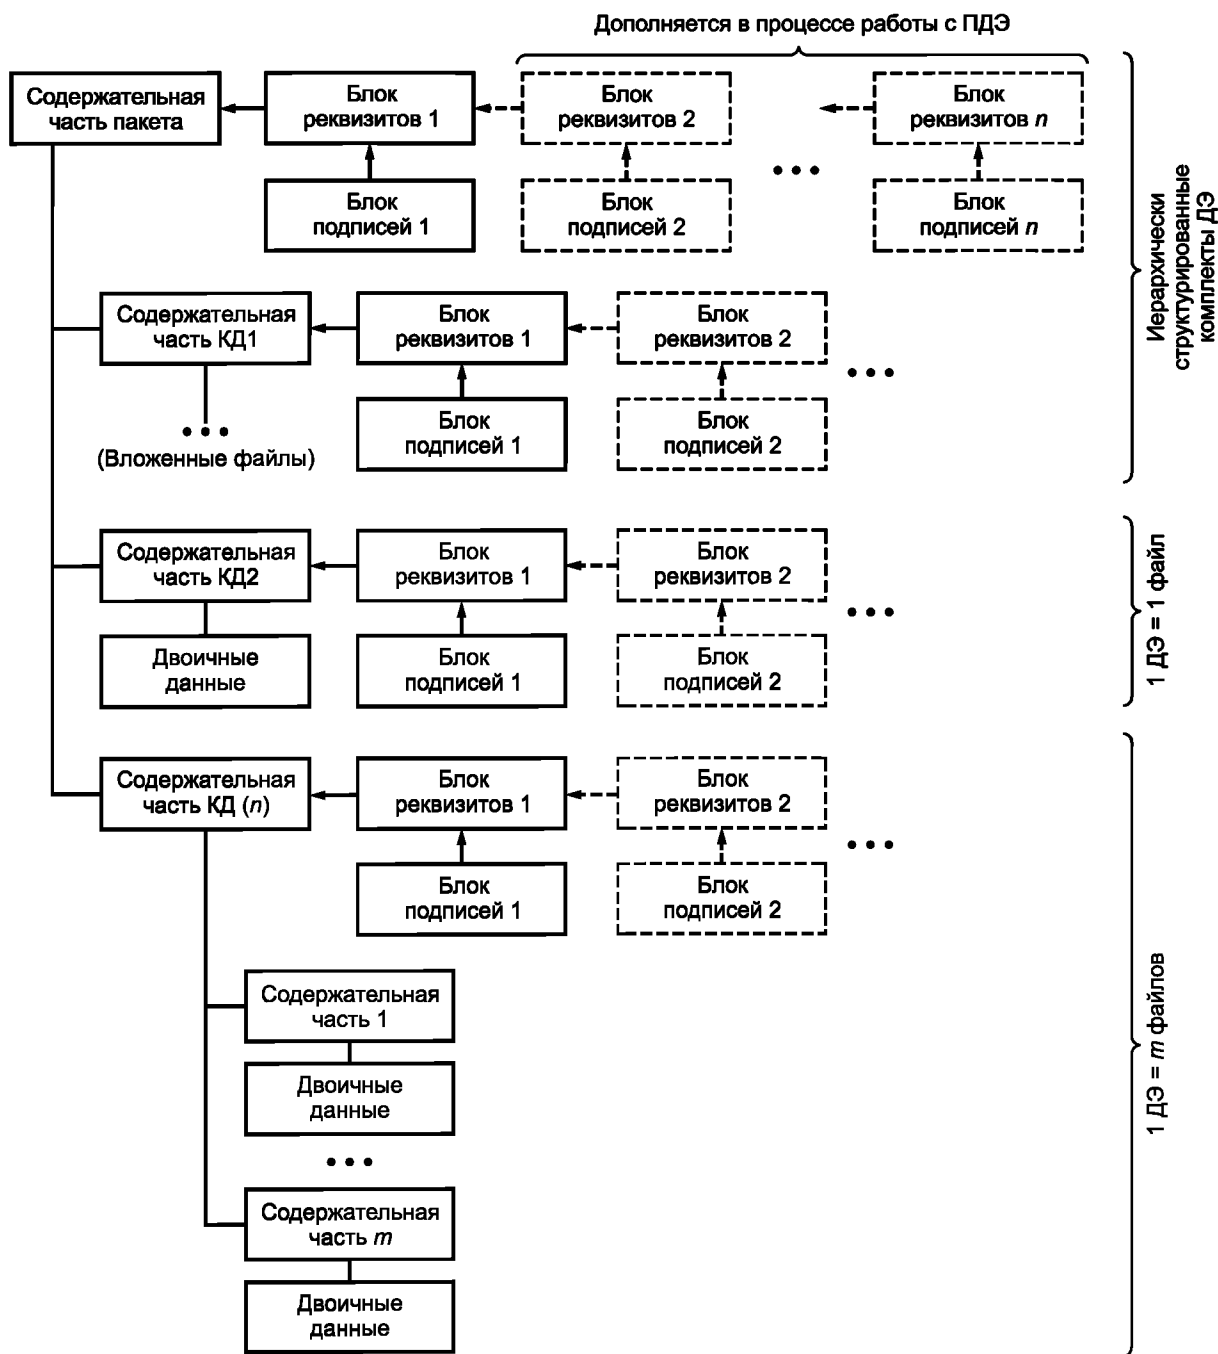 Дополняется в процессе работы с ПДЭ
Содержательная
часть пакета
Блок
реквизитов 1
Блок
реквизитов 2
Блок
реквизитов n
Блок
подписей 1
Блок
подписей 2
Блок
подписей n
Иерархически
структурированные
комплекты ДЭ
Содержательная
часть КД1
Блок
реквизитов 1
Блок
реквизитов 2
Блок
подписей 1
Блок
подписей 2
(Вложенные файлы)
Содержательная
часть КД2
Блок
реквизитов 1
Блок
реквизитов 2
Двоичные
данные
Блок
подписей 1
Блок
подписей 2
1 ДЭ = 1 файл
Содержательная
часть КД (n)
Блок
реквизитов 1
Блок
реквизитов 2
Блок
подписей 1
Блок
подписей 2
Содержательная
часть 1
Двоичные
данные
Содержательная
часть m
Двоичные
данные
1 ДЭ = m файлов